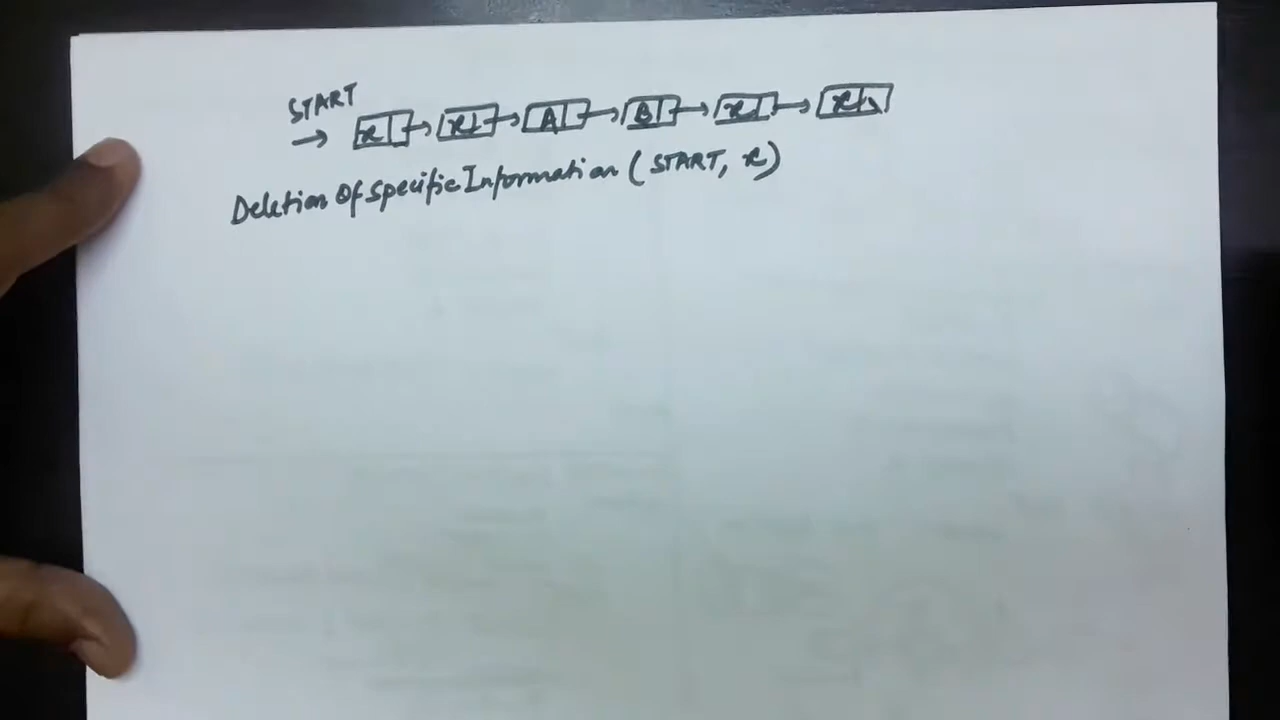 START
→ x → x → A → B → x → x
Deletion Of Specific Information (START, x)